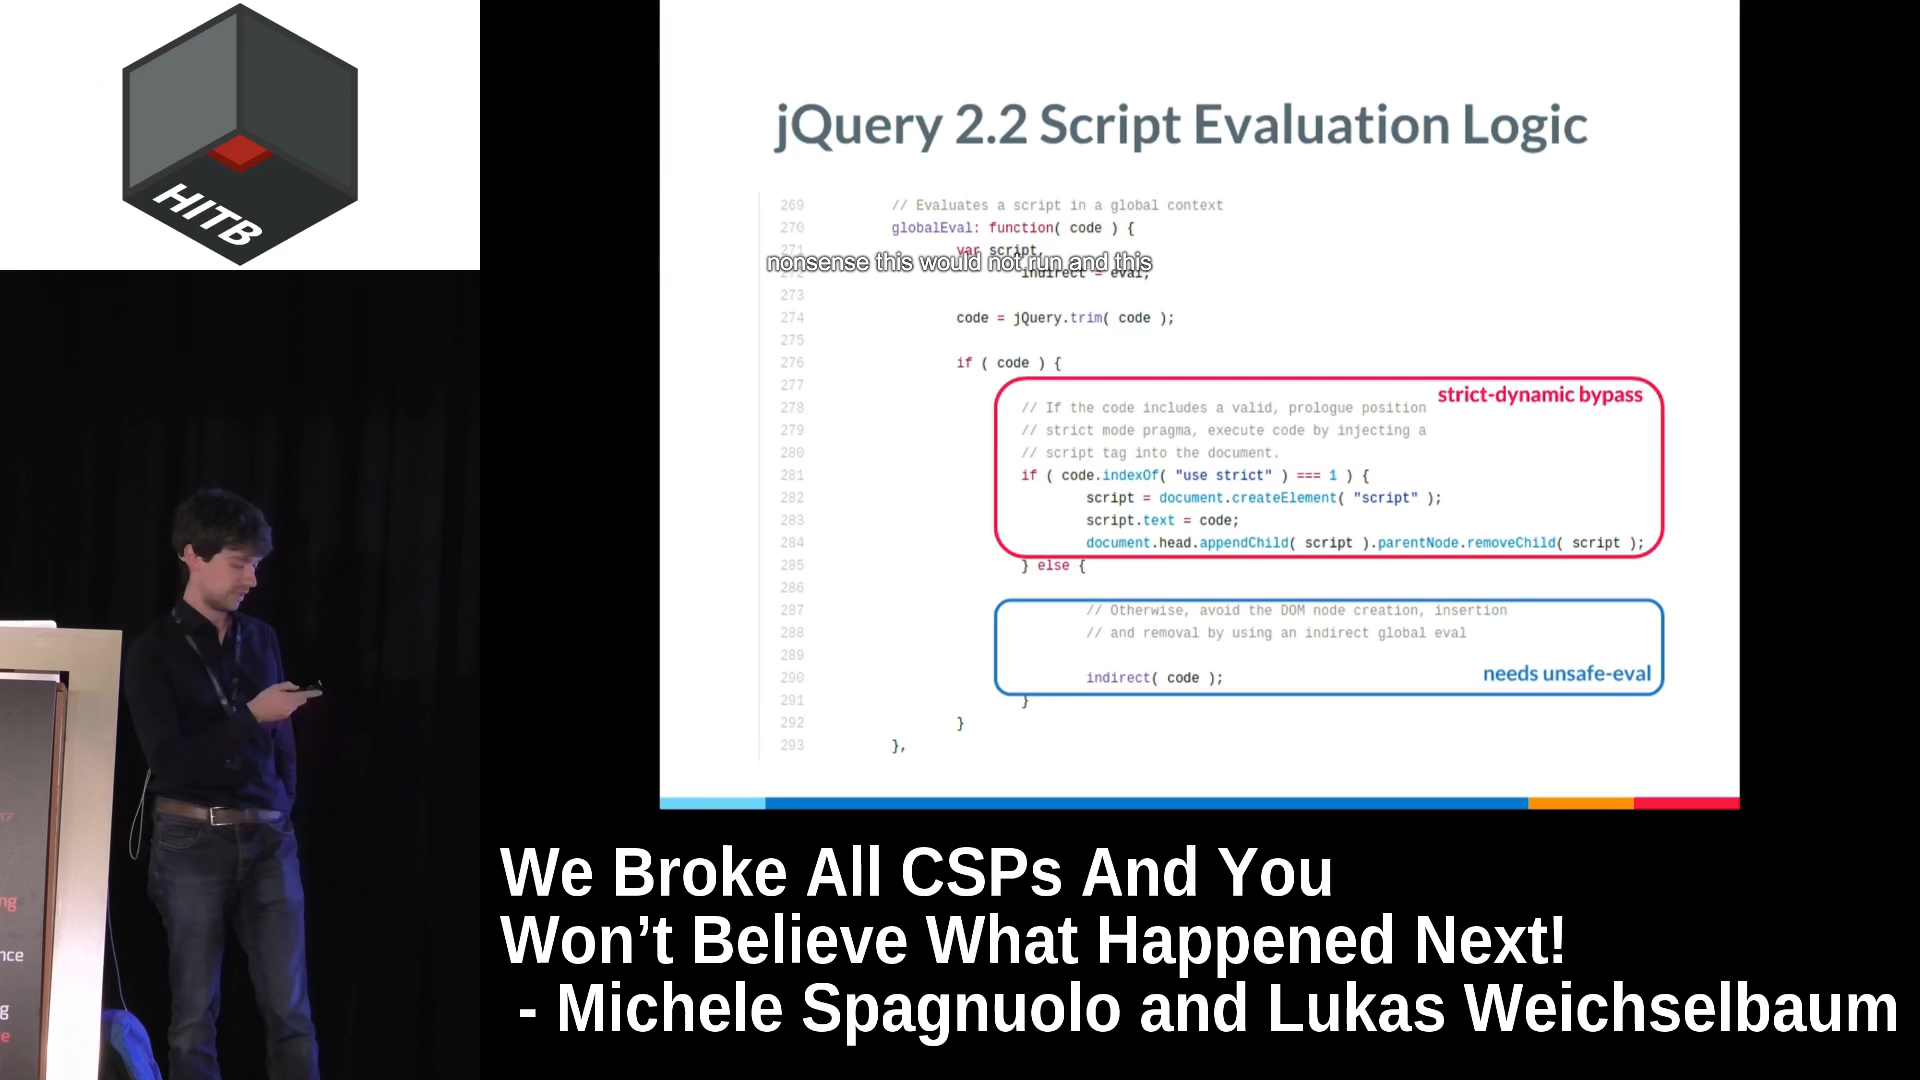 HITB
jQuery 2.2 Script Evaluation Logic
269 // Evaluates a script in a global context
270 globalEval: function( code ) {
271 var script,
nonsense this would not run and this
272 indirect = eval;
273
274 code = jQuery.trim( code );
275
276 if ( code ) {
277
strict-dynamic bypass
278 // If the code includes a valid, prologue position
279 // strict mode pragma, execute code by injecting a
280 // script tag into the document.
281 if ( code.indexOf( "use strict" ) === 1 ) {
282 script = document.createElement( "script" );
283 script.text = code;
284 document.head.appendChild( script ).parentNode.removeChild( script );
285 } else {
286
287 // Otherwise, avoid the DOM node creation, insertion
288 // and removal by using an indirect global eval
289
290 indirect( code );
needs unsafe-eval
291 }
292 }
293 },
We Broke All CSPs And You
Won’t Believe What Happened Next!
- Michele Spagnuolo and Lukas Weichselbaum